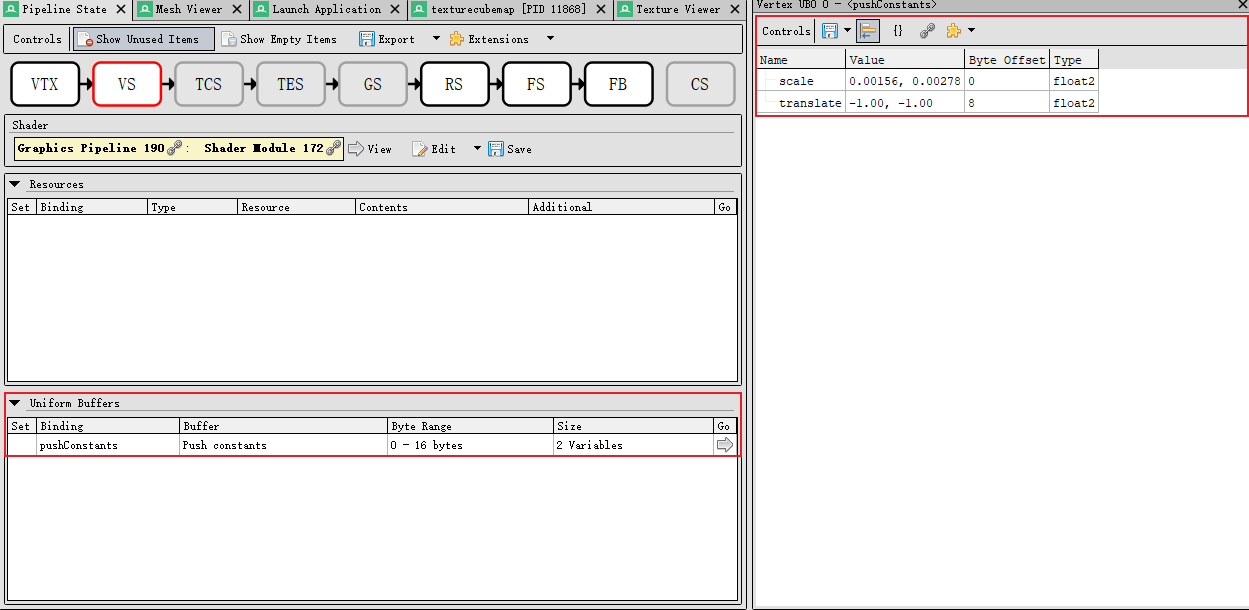 Pipeline State Mesh Viewer Launch Application texturecubemap [PID 11868] Texture Viewer
Controls Show Unused Items Show Empty Items Export Extensions
VTX VS TCS TES GS RS FS FB CS
Shader
Graphics Pipeline 190 : Shader Module 172 View Edit Save
Resources
Set Binding Type Resource Contents Additional Go
Uniform Buffers
Set Binding Buffer Byte Range Size Go
pushConstants Push constants 0 - 16 bytes 2 Variables
Vertex UBO 0 - <pushConstants>
Controls {}
Name Value Byte Offset Type
scale 0.00156, 0.00278 0 float2
translate -1.00, -1.00 8 float2